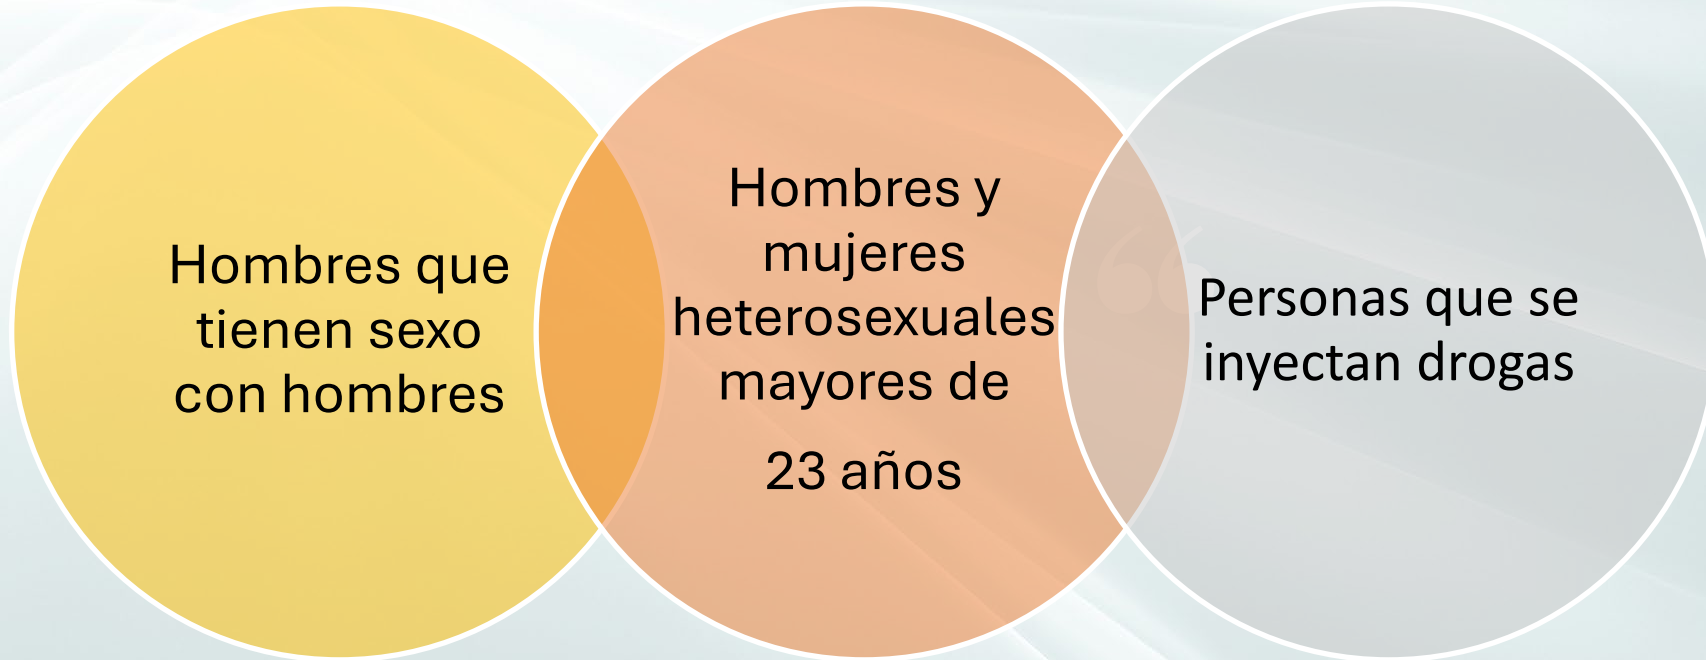 Hombres que
tienen sexo
con hombres
Hombres y
mujeres
heterosexuales
mayores de
23 años
Personas que se
inyectan drogas